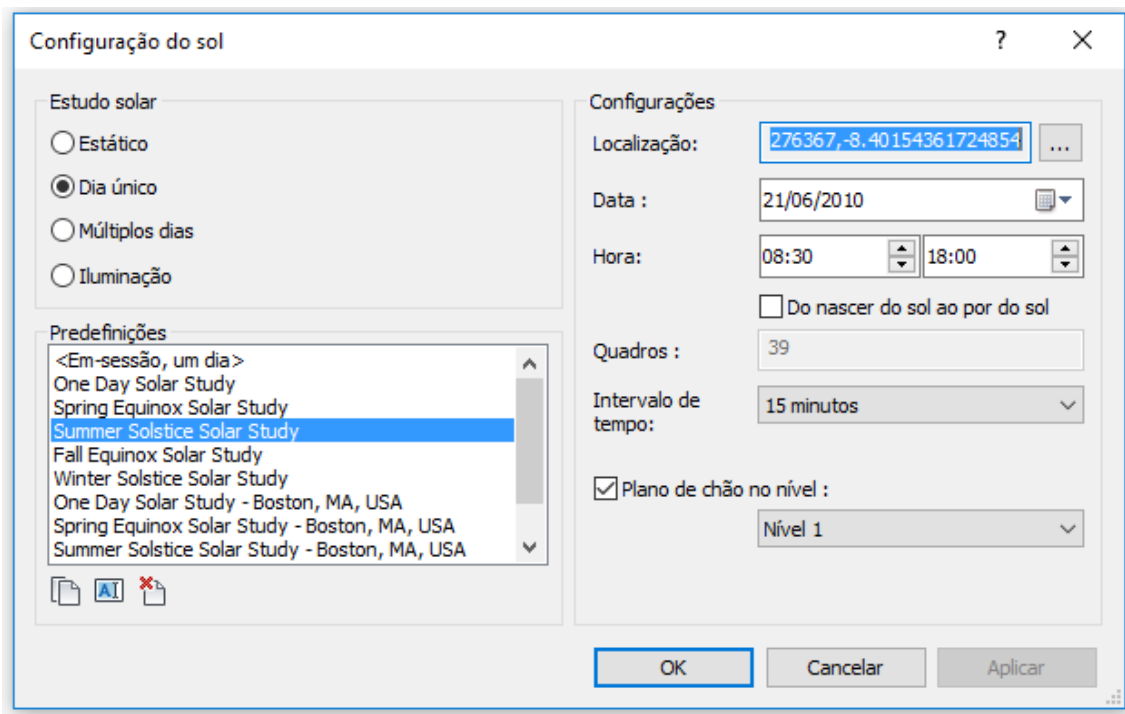 Configuração do sol
?
Estudo solar
Estático
Dia único
Múltiplos dias
Iluminação
Predefinições
<Em-sessão, um dia>
One Day Solar Study
Spring Equinox Solar Study
Summer Solstice Solar Study
Fall Equinox Solar Study
Winter Solstice Solar Study
One Day Solar Study - Boston, MA, USA
Spring Equinox Solar Study - Boston, MA, USA
Summer Solstice Solar Study - Boston, MA, USA
AI
Configurações
Localização: 276367,-8.40154361724854 ...
Data : 21/06/2010
Hora: 08:30 18:00
Do nascer do sol ao por do sol
Quadros : 39
Intervalo de
tempo: 15 minutos
Plano de chão no nível :
Nível 1
OK Cancelar Aplicar